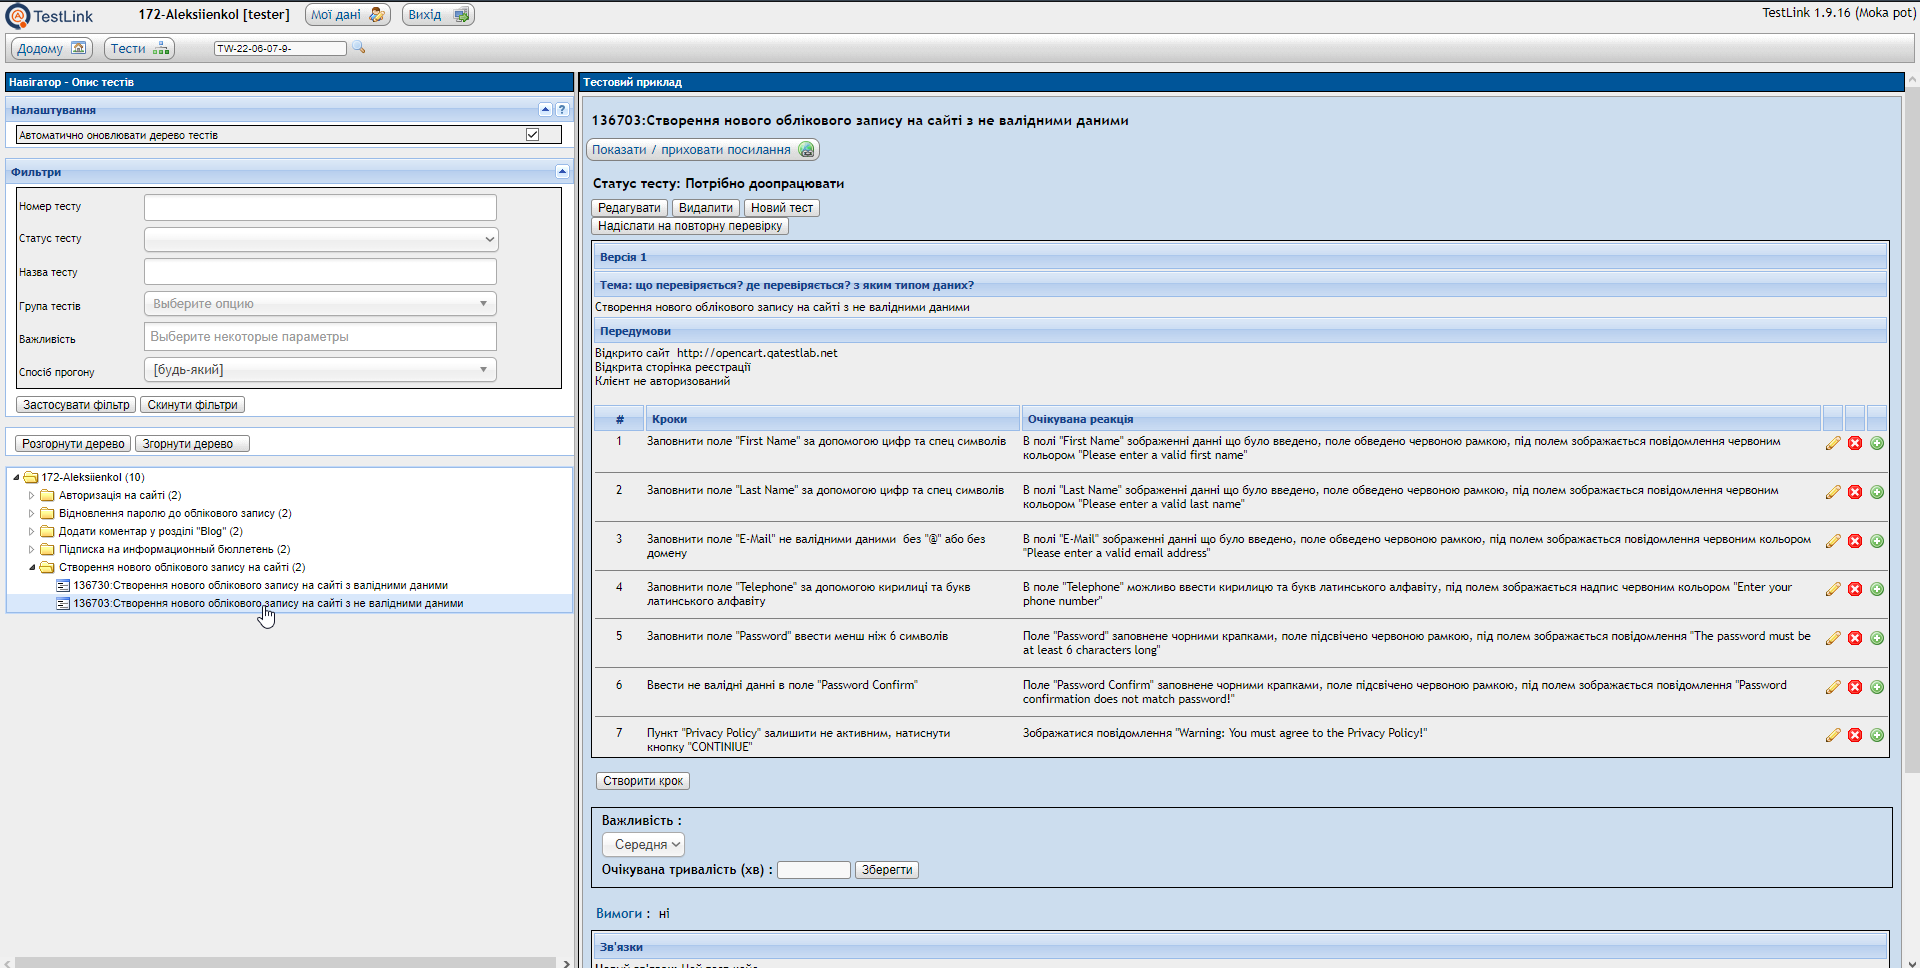 TestLink
172-Aleksiienkol [tester]
Мої дані
Вихід
TestLink 1.9.16 (Moka pot)
Додому
Тести
TW-22-06-07-9-
Навігатор - Опис тестів
Налаштування
Автоматично оновлювати дерево тестів
Фильтри
Номер тесту
Статус тесту
Назва тесту
Група тестів
Выберите опцию
Важливість
Выберите некоторые параметры
Спосіб прогону
[будь-який]
Застосувати фільтр
Скинути фільтри
Розгорнути дерево
Згорнути дерево
172-Aleksiienkol (10)
Авторизація на сайті (2)
Відновлення паролю до облікового запису (2)
Додати коментар у розділі "Blog" (2)
Підписка на информационный бюллетень (2)
Створення нового облікового запису на сайті (2)
136730:Створення нового облікового запису на сайті з валідними даними
136703:Створення нового облікового запису на сайті з не валідними даними
Тестовий приклад
136703:Створення нового облікового запису на сайті з не валідними даними
Показати / приховати посилання
Статус тесту: Потрібно доопрацювати
Редагувати
Видалити
Новий тест
Надіслати на повторну перевірку
Версія 1
Тема: що перевіряється? де перевіряється? з яким типом даних?
Створення нового облікового запису на сайті з не валідними даними
Передумови
Відкрито сайт http://opencart.qatestlab.net
Відкрита сторінка реєстрації
Клієнт не авторизований
# Кроки Очікувана реакція
1 Заповнити поле "First Name" за допомогою цифр та спец символів
В полі "First Name" зображенні данні що було введено, поле обведено червоною рамкою, під полем зображається повідомлення червоним
кольором "Please enter a valid first name"
2 Заповнити поле "Last Name" за допомогою цифр та спец символів
В полі "Last Name" зображенні данні що було введено, поле обведено червоною рамкою, під полем зображається повідомлення червоним
кольором "Please enter a valid last name"
3 Заповнити поле "E-Mail" не валідними даними без "@" або без
домену
В полі "E-Mail" зображенні данні що було введено, поле обведено червоною рамкою, під полем зображається повідомлення червоним кольором
"Please enter a valid email address"
4 Заповнити поле "Telephone" за допомогою кирилиці та букв
латинського алфавіту
В поле "Telephone" можливо ввести кирилицю та букв латинського алфавіту, під полем зображається надпис червоним кольором "Enter your
phone number"
5 Заповнити поле "Password" ввести менш ніж 6 символів
Поле "Password" заповнене чорними крапками, поле підсвічено червоною рамкою, під полем зображається повідомлення "The password must be
at least 6 characters long"
6 Ввести не валідні данні в поле "Password Confirm"
Поле "Password Confirm" заповнене чорними крапками, поле підсвічено червоною рамкою, під полем зображається повідомлення "Password
confirmation does not match password!"
7 Пункт "Privacy Policy" залишити не активним, натиснути
кнопку "CONTINIUE"
Зображатися повідомлення "Warning: You must agree to the Privacy Policy!"
Створити крок
Важливість :
Середня
Очікувана тривалість (хв) :
Зберегти
Вимоги : ні
Зв'язки